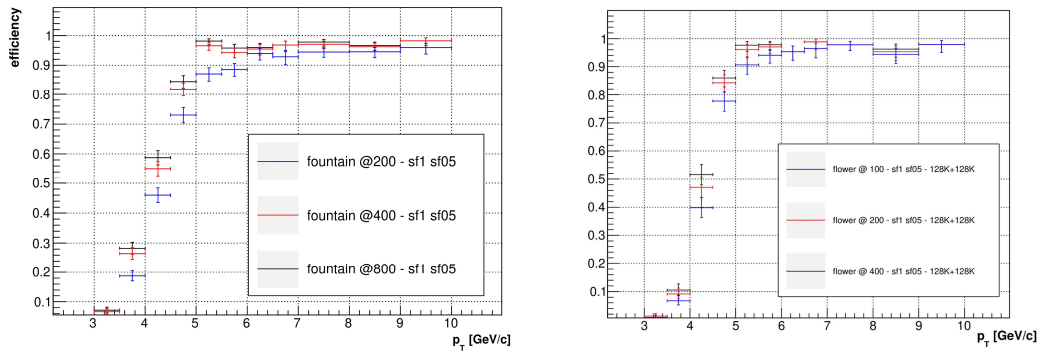 efficiency
1
0.9
0.8
0.7
0.6
0.5
0.4
0.3
0.2
0.1
fountain @200 - sf1 sf05
fountain @400 - sf1 sf05
fountain @800 - sf1 sf05
3 4 5 6 7 8 9 10
p_T [GeV/c]
1
0.9
0.8
0.7
0.6
0.5
0.4
0.3
0.2
0.1
flower @ 100 - sf1 sf05 - 128K+128K
flower @ 200 - sf1 sf05 - 128K+128K
flower @ 400 - sf1 sf05 - 128K+128K
3 4 5 6 7 8 9 10
p_T [GeV/c]